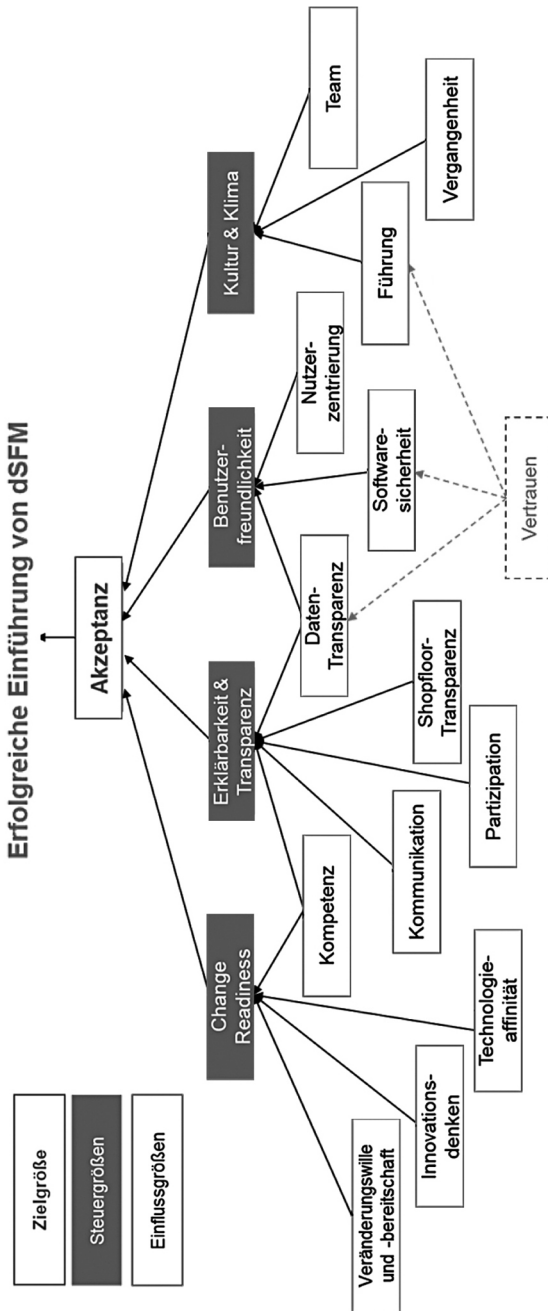 Erfolgreiche Einführung von dSFM
Zielgröße
Steuergrößen
Einflussgrößen
Akzeptanz
Change
Readiness
Erklärbarkeit &
Transparenz
Benutzer-
freundlichkeit
Kultur & Klima
Veränderungswille
und -bereitschaft
Innovations-
denken
Technologie-
affinität
Kompetenz
Kommunikation
Partizipation
Shopfloor-
Transparenz
Daten-
Transparenz
Software-
sicherheit
Nutzer-
zentrierung
Führung
Vergangenheit
Team
Vertrauen